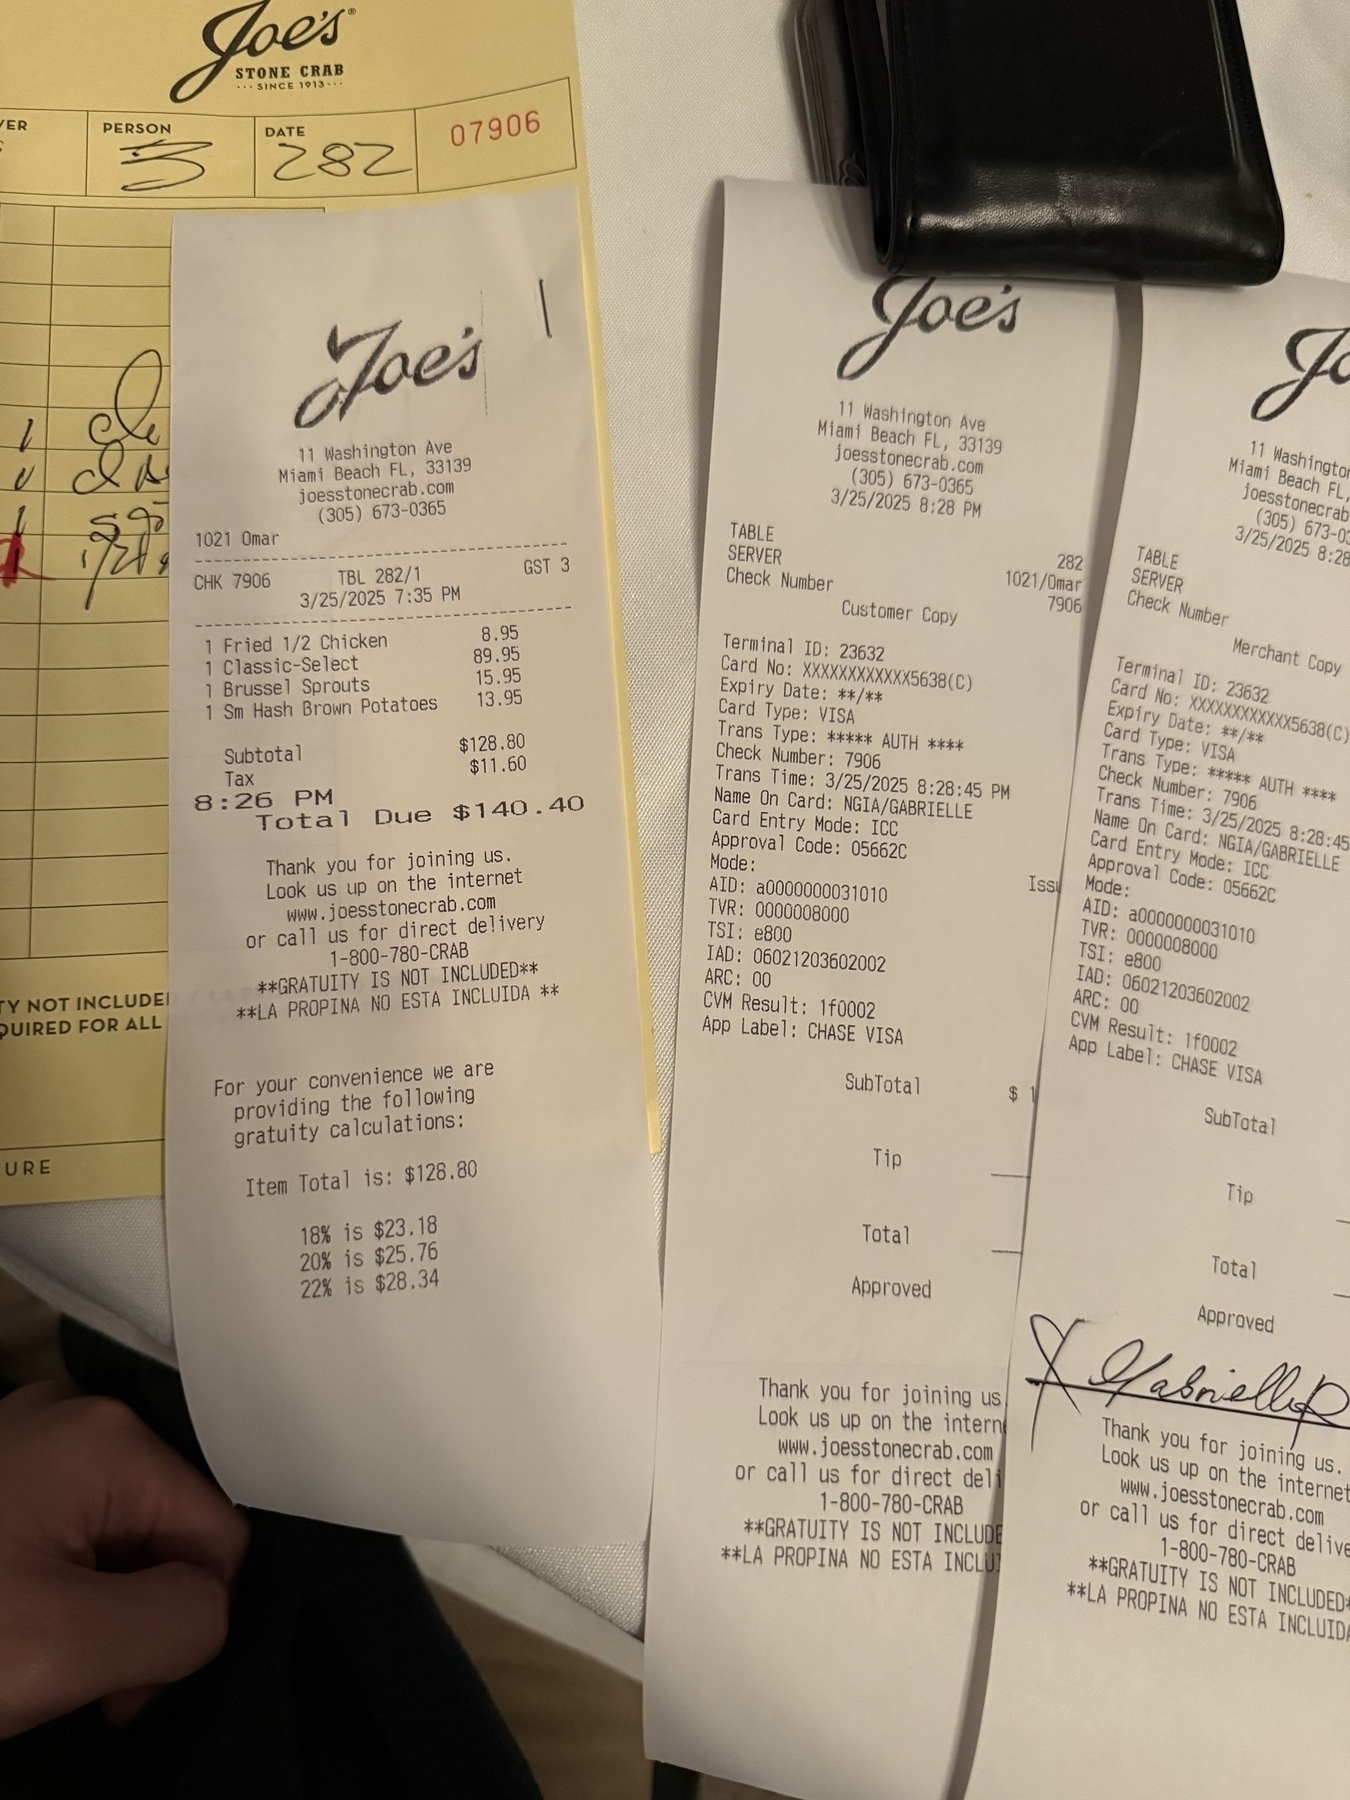 Joe's®
STONE CRAB
SINCE 1913
VER PERSON DATE
282 07906
TY NOT INCLUDE
QUIRED FOR ALL
URE
Joe's
11 Washington Ave
Miami Beach FL, 33139
joesstonecrab.com
(305) 673-0365
1021 Omar
CHK 7906 TBL 282/1 GST 3
3/25/2025 7:35 PM
1 Fried 1/2 Chicken 8.95
1 Classic-Select 89.95
1 Brussel Sprouts 15.95
1 Sm Hash Brown Potatoes 13.95
Subtotal $128.80
Tax $11.60
8:26 PM
Total Due $140.40
Thank you for joining us.
Look us up on the internet
www.joesstonecrab.com
or call us for direct delivery
1-800-780-CRAB
**GRATUITY IS NOT INCLUDED**
**LA PROPINA NO ESTA INCLUIDA **
For your convenience we are
providing the following
gratuity calculations:
Item Total is: $128.80
18% is $23.18
20% is $25.76
22% is $28.34
Joe's
11 Washington Ave
Miami Beach FL, 33139
joesstonecrab.com
(305) 673-0365
3/25/2025 8:28 PM
TABLE 282
SERVER 1021/Omar
Check Number 7906
Customer Copy
Terminal ID: 23632
Card No: XXXXXXXXXXXX5638(C)
Expiry Date: **/**
Card Type: VISA
Trans Type: ***** AUTH ****
Check Number: 7906
Trans Time: 3/25/2025 8:28:45 PM
Name On Card: NGIA/GABRIELLE
Card Entry Mode: ICC
Approval Code: 05662C
Mode: Issu
AID: a0000000031010
TVR: 0000008000
TSI: e800
IAD: 06021203602002
ARC: 00
CVM Result: 1f0002
App Label: CHASE VISA
SubTotal $ 1
Tip
Total
Approved
Thank you for joining us
Look us up on the intern
www.joesstonecrab.com
or call us for direct deli
1-800-780-CRAB
**GRATUITY IS NOT INCLUDE
**LA PROPINA NO ESTA INCLU
Jo
11 Washington
Miami Beach FL,
joesstonecrab.
(305) 673-0
3/25/2025 8:28
TABLE
SERVER
Check Number
Merchant Copy
Terminal ID: 23632
Card No: XXXXXXXXXXXX5638(C)
Expiry Date: **/**
Card Type: VISA
Trans Type: ***** AUTH ****
Check Number: 7906
Trans Time: 3/25/2025 8:28:45
Name On Card: NGIA/GABRIELLE
Card Entry Mode: ICC
Approval Code: 05662C
Mode:
AID: a0000000031010
TVR: 0000008000
TSI: e800
IAD: 06021203602002
ARC: 00
CVM Result: 1f0002
App Label: CHASE VISA
SubTotal
Tip
Total
Approved
X Gabrielle
Thank you for joining us.
Look us up on the internet
www.joesstonecrab.com
or call us for direct delive
1-800-780-CRAB
**GRATUITY IS NOT INCLUDED*
**LA PROPINA NO ESTA INCLUIDA